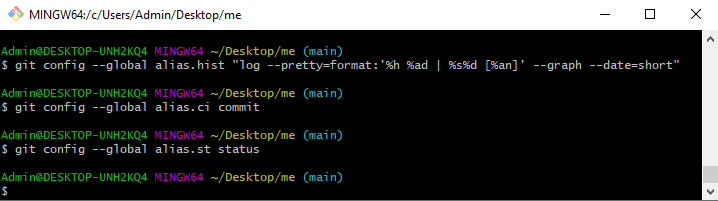 MINGW64:/c/Users/Admin/Desktop/me
Admin@DESKTOP-UNH2KQ4 MINGW64 ~/Desktop/me (main)
$ git config --global alias.hist "log --pretty=format:'%h %ad | %s%d [%an]' --graph --date=short"
Admin@DESKTOP-UNH2KQ4 MINGW64 ~/Desktop/me (main)
$ git config --global alias.ci commit
Admin@DESKTOP-UNH2KQ4 MINGW64 ~/Desktop/me (main)
$ git config --global alias.st status
Admin@DESKTOP-UNH2KQ4 MINGW64 ~/Desktop/me (main)
$